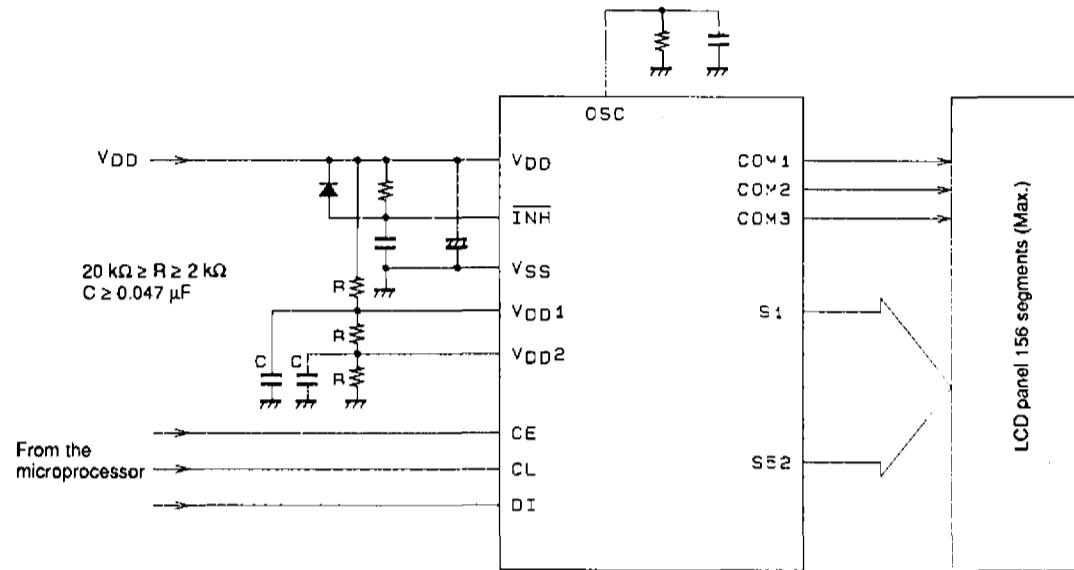 OSC
VDD
VDD
INH
VSS
20 kΩ ≥ R ≥ 2 kΩ
C ≥ 0.047 µF
R
VDD1
R
VDD2
C
C
R
From the
microprocessor
CE
CL
DI
COM1
COM2
COM3
S1
S52
LCD panel 156 segments (Max.)